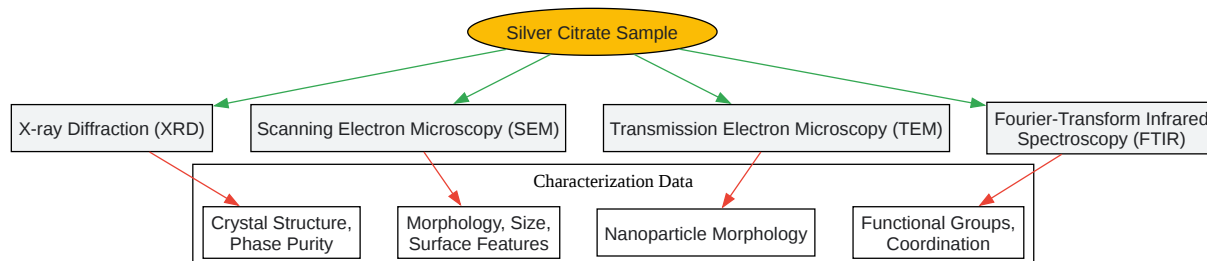 Silver Citrate Sample
X-ray Diffraction (XRD)
Scanning Electron Microscopy (SEM)
Transmission Electron Microscopy (TEM)
Fourier-Transform Infrared
Spectroscopy (FTIR)
Characterization Data
Crystal Structure,
Phase Purity
Morphology, Size,
Surface Features
Nanoparticle Morphology
Functional Groups,
Coordination